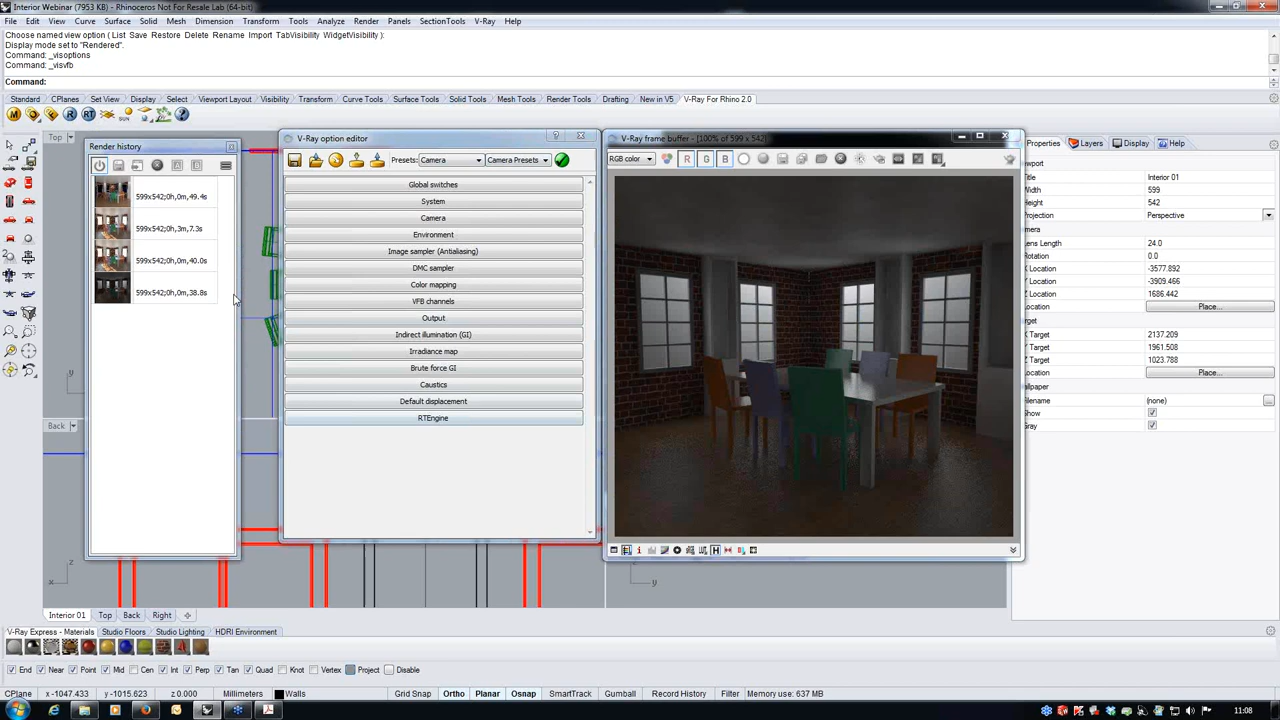 Interior Webinar (7953 KB) - Rhinoceros Not For Resale Lab (64-bit)
File Edit View Curve Surface Solid Mesh Dimension Transform Tools Analyze Render Panels SectionTools V-Ray Help
Choose named view option ( List Save Restore Delete Rename Import TabVisibility WidgetVisibility ):
Display mode set to "Rendered".
Command: _visoptions
Command: _visvfb
Command:
Standard CPlanes Set View Display Select Viewport Layout Visibility Transform Curve Tools Surface Tools Solid Tools Mesh Tools Render Tools Drafting New in V5 V-Ray For Rhino 2.0
Top
Render history
599x542;0h,0m,49.4s
599x542;0h,3m,7.3s
599x542;0h,0m,40.0s
599x542;0h,0m,38.8s
Back
V-Ray option editor
Presets: Camera Camera Presets
Global switches
System
Camera
Environment
Image sampler (Antialiasing)
DMC sampler
Color mapping
VFB channels
Output
Indirect illumination (GI)
Irradiance map
Brute force GI
Caustics
Default displacement
RTEngine
V-Ray frame buffer - [100% of 599 x 542]
RGB color R G B
Properties Layers Display Help
iewport
Title Interior 01
Width 599
Height 542
Projection Perspective
amera
Lens Length 24.0
Rotation 0.0
X Location -3577.892
Y Location -3909.466
Z Location 1686.442
Location Place...
arget
X Target 2137.209
Y Target 1961.508
Z Target 1023.788
Location Place...
allpaper
Filename (none) ...
Show
Gray
Interior 01 Top Back Right
V-Ray Express - Materials Studio Floors Studio Lighting HDRI Environment
End Near Point Mid Cen Int Perp Tan Quad Knot Vertex Project Disable
CPlane x -1047.433 y -1015.623 z 0.000 Millimeters Walls Grid Snap Ortho Planar Osnap SmartTrack Gumball Record History Filter Memory use: 637 MB
11:08